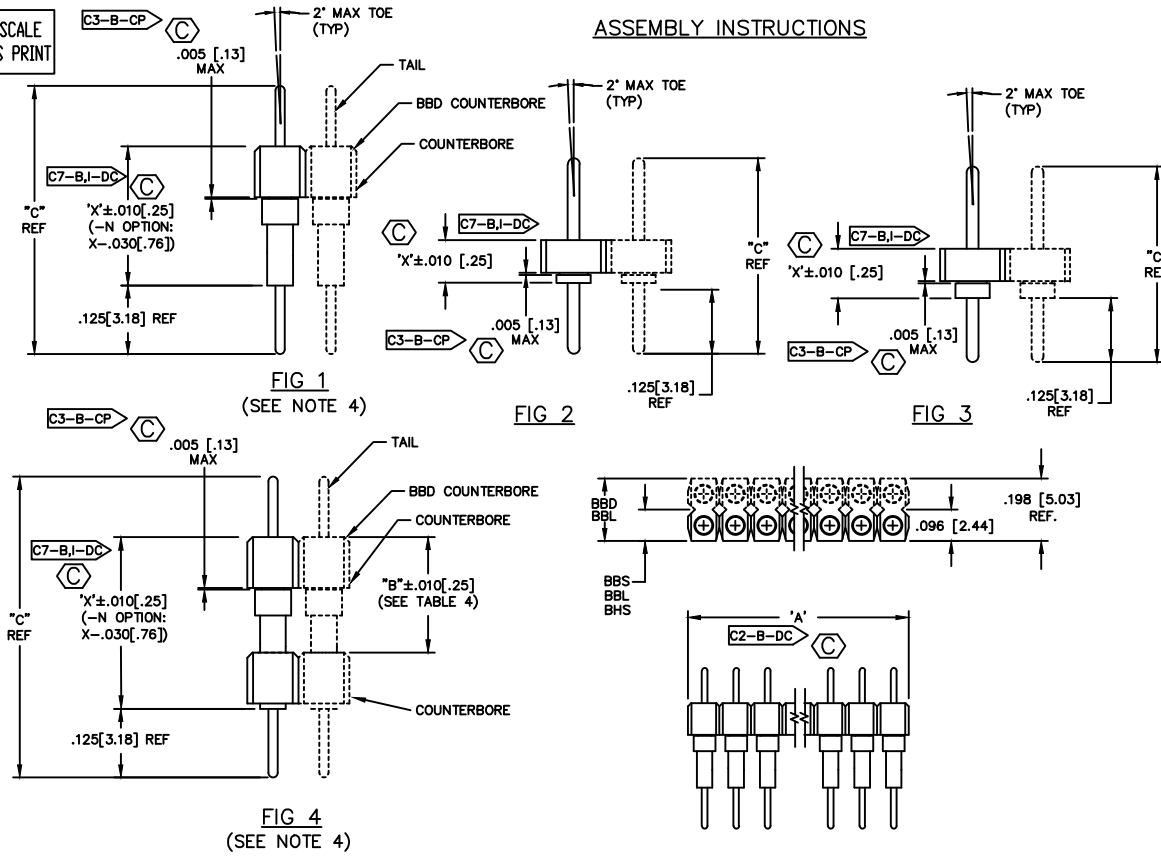 SCALE
S PRINT
ASSEMBLY INSTRUCTIONS
C3-B-CP
C
.005 [.13]
MAX
2° MAX TOE
(TYP)
TAIL
BBD COUNTERBORE
COUNTERBORE
"C"
REF
C7-B,I-DC
C
'X'±.010[.25]
(-N OPTION:
X-.030[.76])
.125[3.18] REF
FIG 1
(SEE NOTE 4)
2° MAX TOE
(TYP)
C7-B,I-DC
C
'X'±.010 [.25]
"C"
REF
.005 [.13]
MAX
C3-B-CP
C
.125[3.18]
REF
FIG 2
2° MAX TOE
(TYP)
C7-B,I-DC
C
'X'±.010 [.25]
"C
REF
.005 [.13]
MAX
C3-B-CP
C
.125[3.18]
REF
FIG 3
C3-B-CP
C
.005 [.13]
MAX
TAIL
BBD COUNTERBORE
COUNTERBORE
C7-B,I-DC
C
'X'±.010[.25]
(-N OPTION:
X-.030[.76])
"C"
REF
"B"±.010[.25]
(SEE TABLE 4)
COUNTERBORE
.125[3.18] REF
FIG 4
(SEE NOTE 4)
BBD
BBL
.198 [5.03]
REF.
.096 [2.44]
BBS
BBL
BHS
'A'
C2-B-DC
C